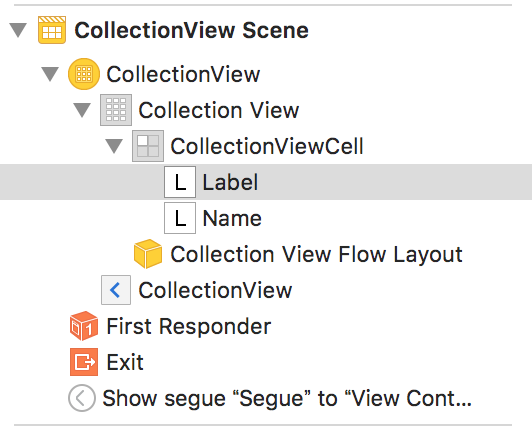 CollectionView Scene
CollectionView
Collection View
CollectionViewCell
L Label
L Name
Collection View Flow Layout
CollectionView
1 First Responder
Exit
Show segue “Segue” to “View Cont...